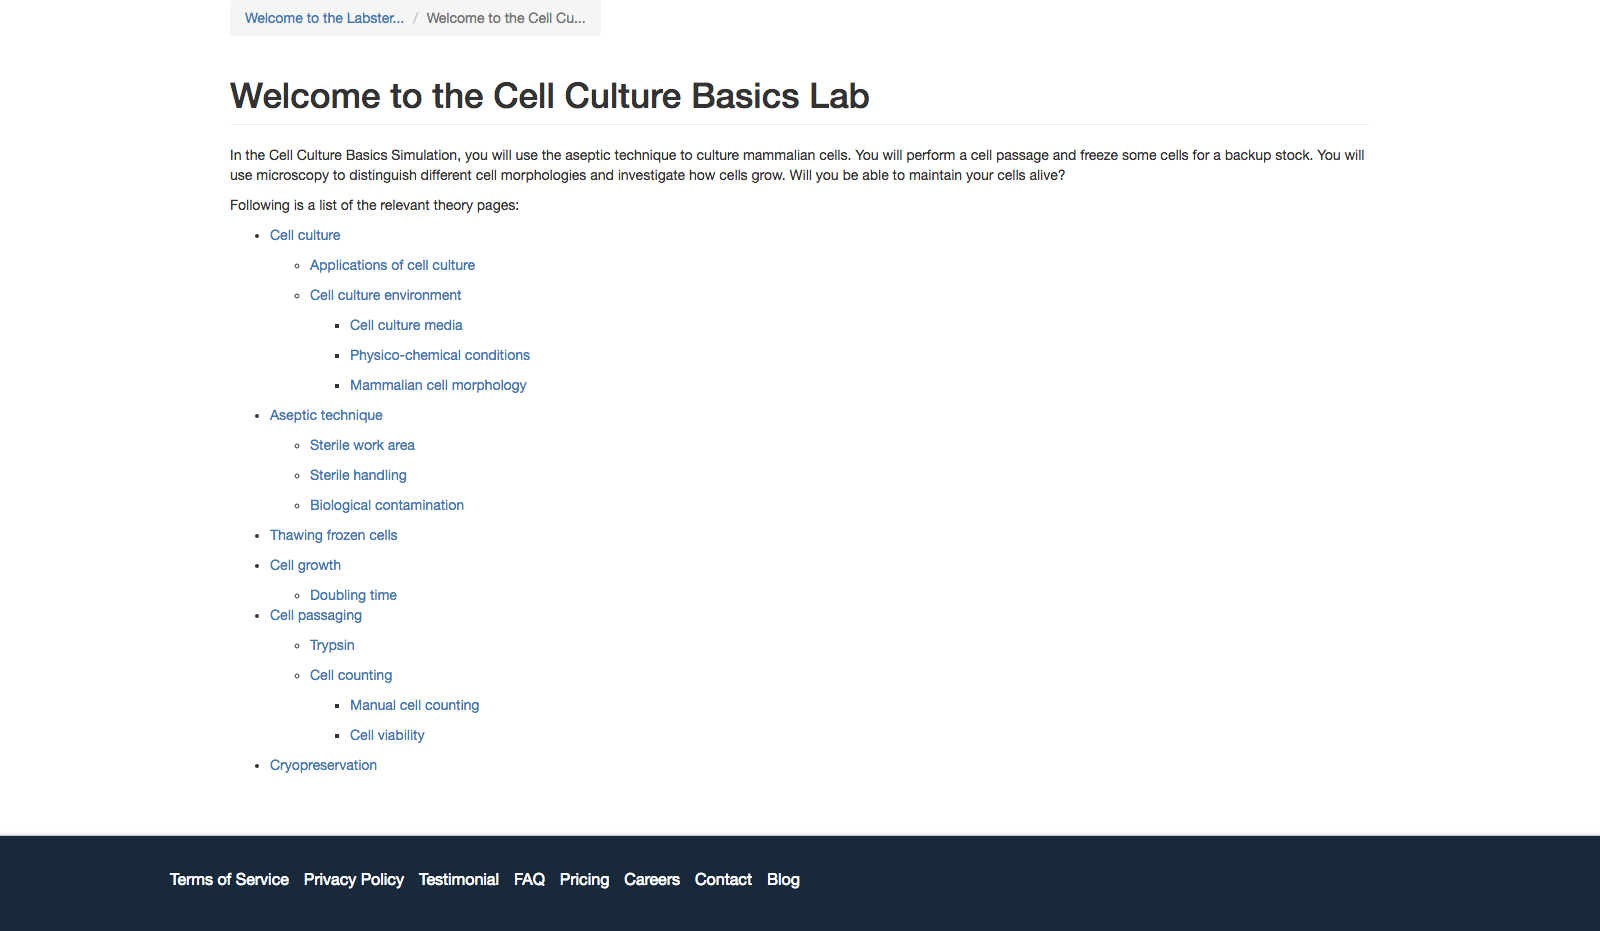 Welcome to the Labster... / Welcome to the Cell Cu...
Welcome to the Cell Culture Basics Lab
In the Cell Culture Basics Simulation, you will use the aseptic technique to culture mammalian cells. You will perform a cell passage and freeze some cells for a backup stock. You will
use microscopy to distinguish different cell morphologies and investigate how cells grow. Will you be able to maintain your cells alive?
Following is a list of the relevant theory pages:
Cell culture
Applications of cell culture
Cell culture environment
Cell culture media
Physico-chemical conditions
Mammalian cell morphology
Aseptic technique
Sterile work area
Sterile handling
Biological contamination
Thawing frozen cells
Cell growth
Doubling time
Cell passaging
Trypsin
Cell counting
Manual cell counting
Cell viability
Cryopreservation
Terms of Service Privacy Policy Testimonial FAQ Pricing Careers Contact Blog